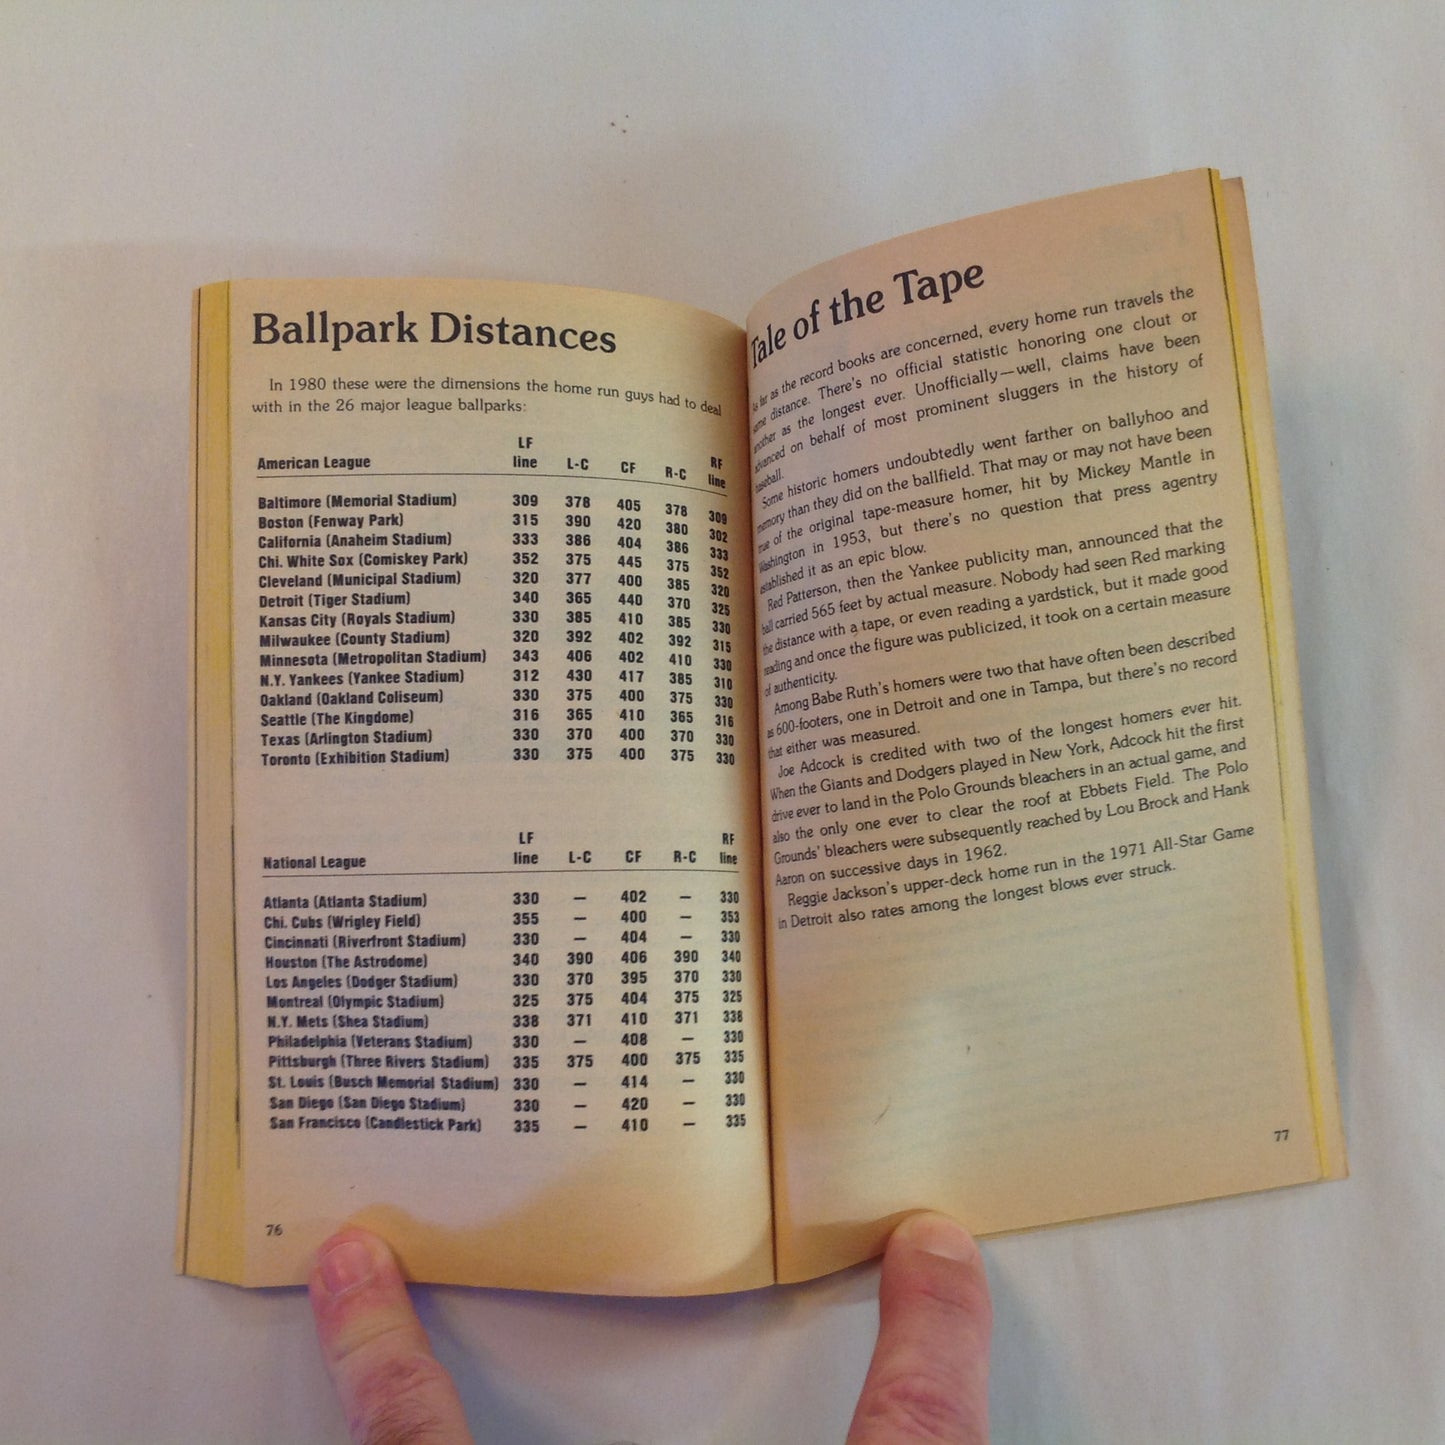 Ballpark Distances
In 1980 these were the dimensions the home run guys had to deal
with in the 26 major league ballparks:
American League LF line L-C CF R-C RF line
Baltimore (Memorial Stadium) 309 378 405 378 309
Boston (Fenway Park) 315 390 420 380 302
California (Anaheim Stadium) 333 386 404 386 333
Chi. White Sox (Comiskey Park) 352 375 445 375 352
Cleveland (Municipal Stadium) 320 377 400 385 320
Detroit (Tiger Stadium) 340 365 440 370 325
Kansas City (Royals Stadium) 330 385 410 385 330
Milwaukee (County Stadium) 320 392 402 392 315
Minnesota (Metropolitan Stadium) 343 406 402 410 330
N.Y. Yankees (Yankee Stadium) 312 430 417 385 310
Oakland (Oakland Coliseum) 330 375 400 375 330
Seattle (The Kingdome) 316 365 410 365 316
Texas (Arlington Stadium) 330 370 400 370 330
Toronto (Exhibition Stadium) 330 375 400 375 330
National League LF line L-C CF R-C RF line
Atlanta (Atlanta Stadium) 330 — 402 — 330
Chi. Cubs (Wrigley Field) 355 — 400 — 353
Cincinnati (Riverfront Stadium) 330 — 404 — 330
Houston (The Astrodome) 340 390 406 390 340
Los Angeles (Dodger Stadium) 330 370 395 370 330
Montreal (Olympic Stadium) 325 375 404 375 325
N.Y. Mets (Shea Stadium) 338 371 410 371 338
Philadelphia (Veterans Stadium) 330 — 408 — 330
Pittsburgh (Three Rivers Stadium) 335 375 400 375 335
St. Louis (Busch Memorial Stadium) 330 — 414 — 330
San Diego (San Diego Stadium) 330 — 420 — 330
San Francisco (Candlestick Park) 335 — 410 — 335
76
Tale of the Tape
As far as the record books are concerned, every home run travels the
same distance. There's no official statistic honoring one clout or
another as the longest ever. Unofficially—well, claims have been
advanced on behalf of most prominent sluggers in the history of
baseball.
Some historic homers undoubtedly went farther on ballyhoo and
memory than they did on the ballfield. That may or may not have been
true of the original tape-measure homer, hit by Mickey Mantle in
Washington in 1953, but there's no question that press agentry
established it as an epic blow.
Red Patterson, then the Yankee publicity man, announced that the
ball carried 565 feet by actual measure. Nobody had seen Red marking
the distance with a tape, or even reading a yardstick, but it made good
reading and once the figure was publicized, it took on a certain measure
of authenticity.
Among Babe Ruth's homers were two that have often been described
as 600-footers, one in Detroit and one in Tampa, but there's no record
that either was measured.
Joe Adcock is credited with two of the longest homers ever hit.
When the Giants and Dodgers played in New York, Adcock hit the first
drive ever to land in the Polo Grounds bleachers in an actual game, and
also the only one ever to clear the roof at Ebbets Field. The Polo
Grounds' bleachers were subsequently reached by Lou Brock and Hank
Aaron on successive days in 1962.
Reggie Jackson's upper-deck home run in the 1971 All-Star Game
in Detroit also rates among the longest blows ever struck.
77